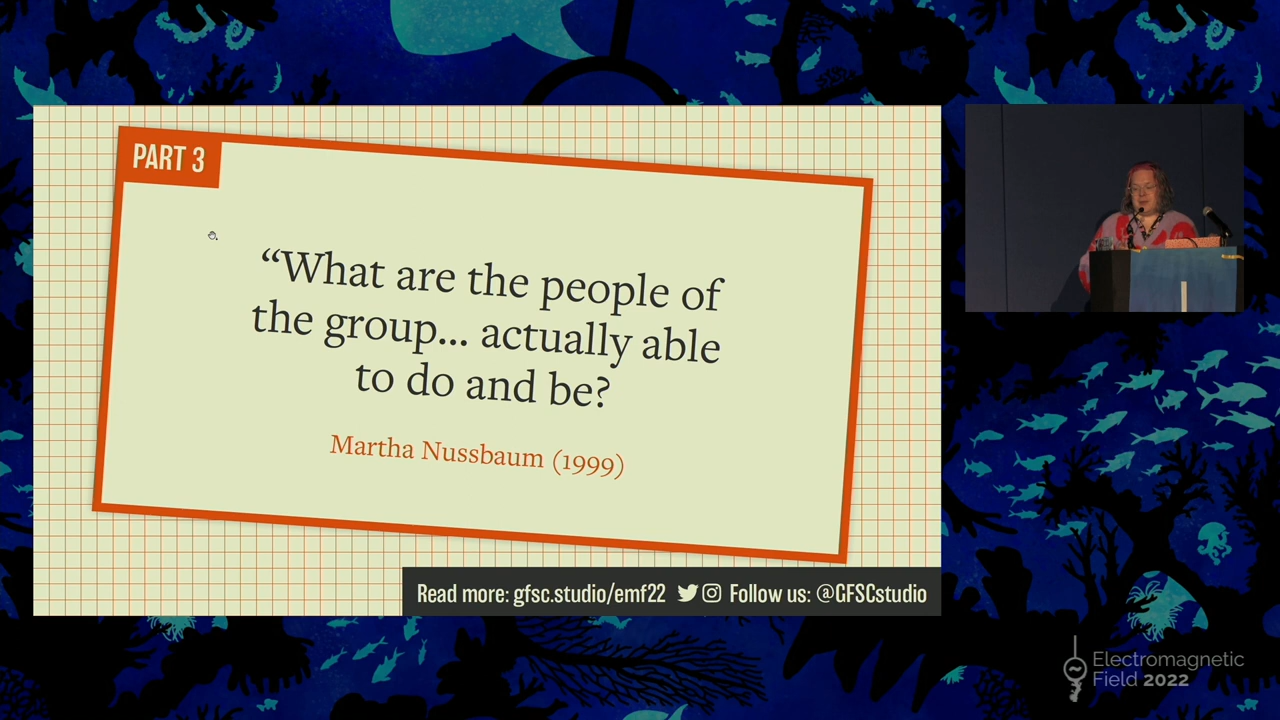 PART 3
“What are the people of
the group... actually able
to do and be?
Martha Nussbaum (1999)
Read more: gfsc.studio/emf22 Follow us: @GFSCstudio
Electromagnetic
Field 2022